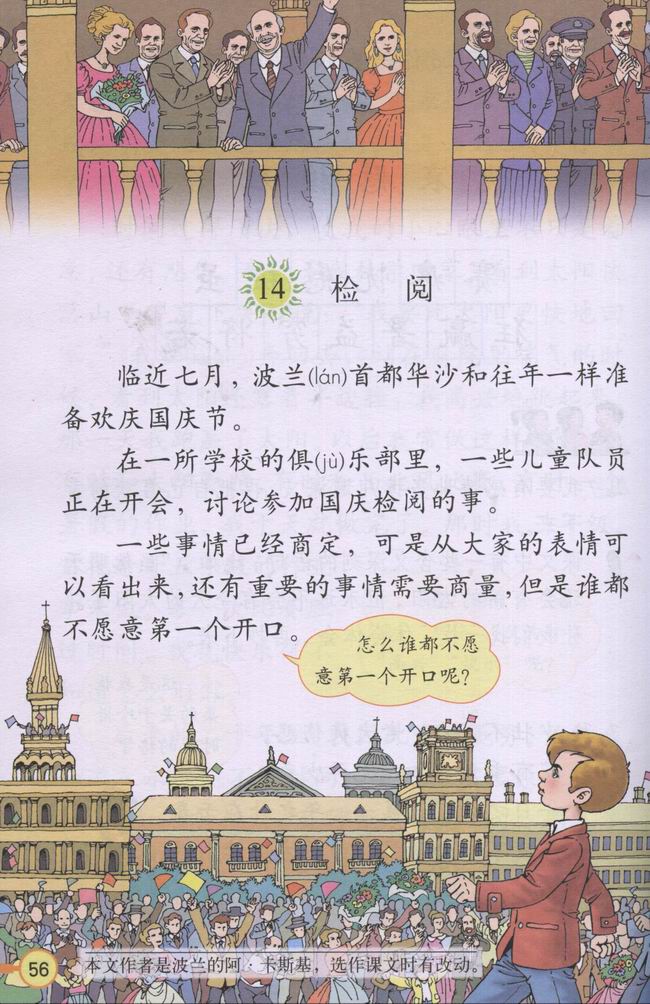 14 检 阅
临近七月，波兰(lán)首都华沙和往年一样准
备欢庆国庆节。
在一所学校的俱(jù)乐部里，一些儿童队员
正在开会，讨论参加国庆检阅的事。
一些事情已经商定，可是从大家的表情可
以看出来，还有重要的事情需要商量，但是谁都
不愿意第一个开口。
怎么谁都不愿
意第一个开口呢？
56
本文作者是波兰的阿·卡斯基，选作课文时有改动。